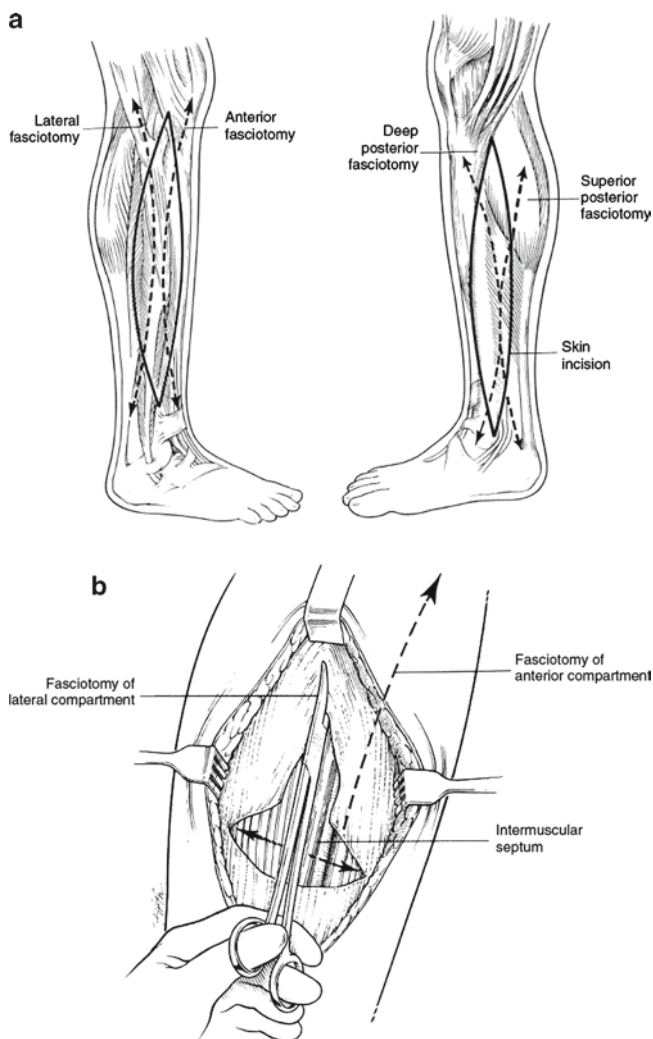 a
Lateral
fasciotomy
Anterior
fasciotomy
Deep
posterior
fasciotomy
Superior
posterior
fasciotomy
Skin
incision
b
Fasciotomy of
lateral compartment
Fasciotomy of
anterior compartment
Intermuscular
septum